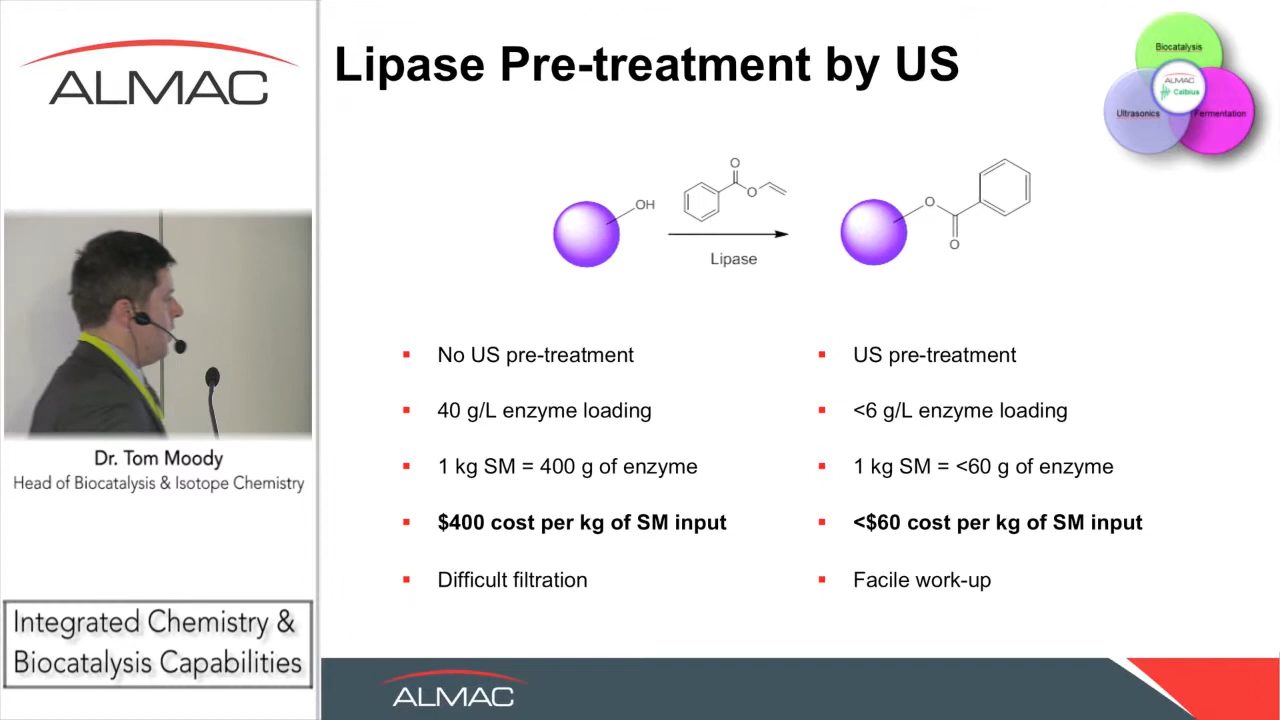 ALMAC
Lipase Pre-treatment by US
Biocatalysis
ALMAC
Calbius
Ultrasonics
Fermentation
OH
O
O
Lipase
O
O
No US pre-treatment
40 g/L enzyme loading
1 kg SM = 400 g of enzyme
$400 cost per kg of SM input
Difficult filtration
US pre-treatment
<6 g/L enzyme loading
1 kg SM = <60 g of enzyme
<$60 cost per kg of SM input
Facile work-up
Dr. Tom Moody
Head of Biocatalysis & Isotope Chemistry
Integrated Chemistry &
Biocatalysis Capabilities
ALMAC